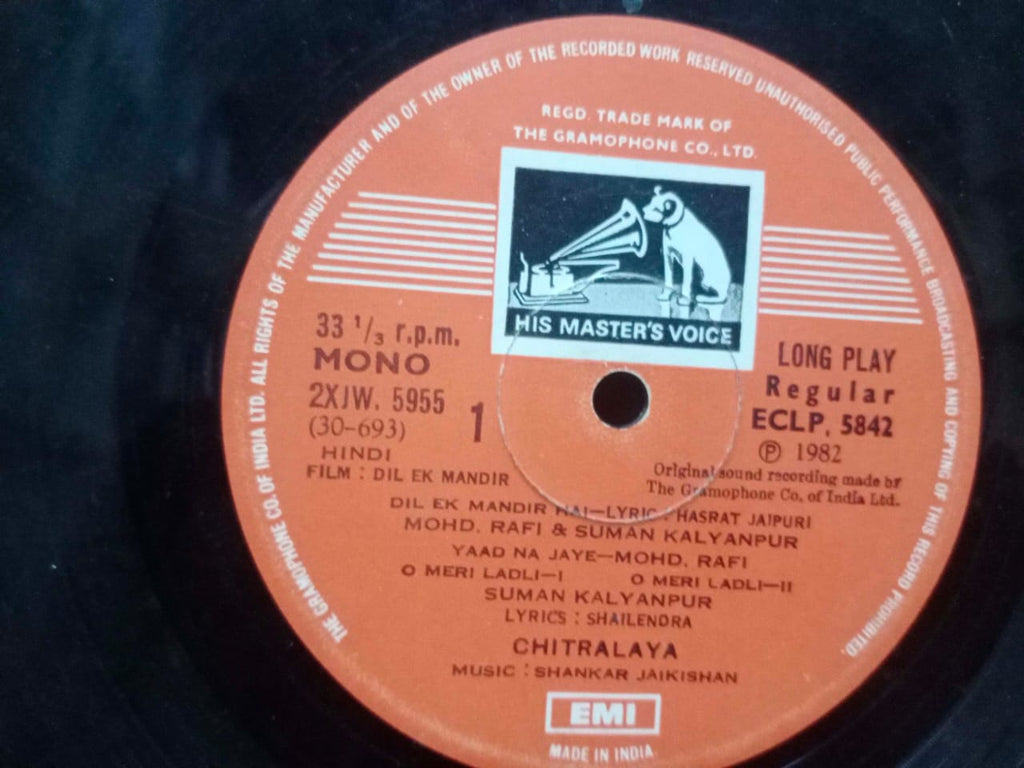 THE GRAMOPHONE CO. OF INDIA LTD. ALL RIGHTS OF THE MANUFACTURER AND OF THE OWNER OF THE RECORDED WORK RESERVED UNAUTHORISED PUBLIC PERFORMANCE BROADCASTING AND COPYING OF THIS RECORD PROHIBITED.
REGD. TRADE MARK OF
THE GRAMOPHONE CO., LTD.
HIS MASTER'S VOICE
33 1/3 r.p.m.
MONO
2XJW. 5955
(30-693)
1
HINDI
FILM : DIL EK MANDIR
LONG PLAY
Regular
ECLP. 5842
℗ 1982
Original sound recording made by
The Gramophone Co. of India Ltd.
DIL EK MANDIR HAI—LYRIC : HASRAT JAIPURI
MOHD. RAFI & SUMAN KALYANPUR
YAAD NA JAYE—MOHD. RAFI
O MERI LADLI—I O MERI LADLI—II
SUMAN KALYANPUR
LYRICS : SHAILENDRA
CHITRALAYA
MUSIC : SHANKAR JAIKISHAN
EMI
MADE IN INDIA